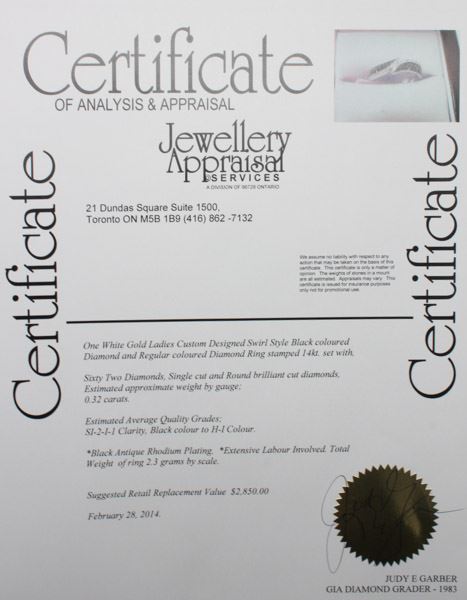 Certificate
OF ANALYSIS & APPRAISAL
Jewellery
Appraisal
SERVICES
A DIVISION OF 96728 ONTARIO
21 Dundas Square Suite 1500,
Toronto ON M5B 1B9 (416) 862 -7132
Certificate
Certificate
We assume no liability with respect to any
action that may be taken on the basis of this
certificate. This certificate is only a matter of
opinion. The weights of stones in a mount
are all estimated. Appraisals may vary. This
certificate is issued for insurance purposes
only not for promotional use.
One White Gold Ladies Custom Designed Swirl Style Black coloured
Diamond and Regular coloured Diamond Ring stamped 14kt. set with,
Sixty Two Diamonds, Single cut and Round brilliant cut diamonds,
Estimated approximate weight by gauge;
0.32 carats.
Estimated Average Quality Grades;
SI-2-I-1 Clarity, Black colour to H-I Colour.
*Black Antique Rhodium Plating. *Extensive Labour Involved. Total
Weight of ring 2.3 grams by scale.
Suggested Retail Replacement Value $2,850.00
February 28, 2014.
JUDY E GARBER
GIA DIAMOND GRADER - 1983